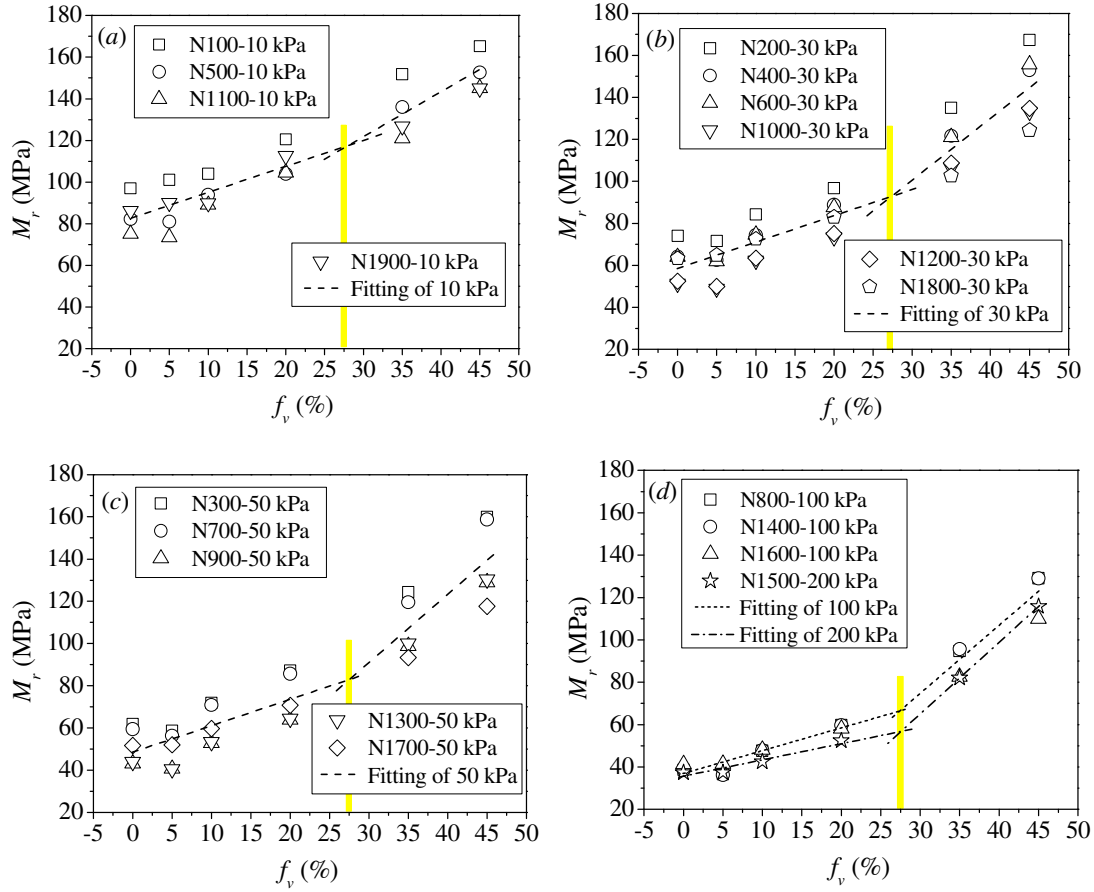 (a)
N100-10 kPa
N500-10 kPa
N1100-10 kPa
N1900-10 kPa
Fitting of 10 kPa
180
160
140
120
100
80
60
40
20
-5 0 5 10 15 20 25 30 35 40 45 50
M_r (MPa)
f_v (%)
(b)
N200-30 kPa
N400-30 kPa
N600-30 kPa
N1000-30 kPa
N1200-30 kPa
N1800-30 kPa
Fitting of 30 kPa
180
160
140
120
100
80
60
40
20
-5 0 5 10 15 20 25 30 35 40 45 50
M_r (MPa)
f_v (%)
(c)
N300-50 kPa
N700-50 kPa
N900-50 kPa
N1300-50 kPa
N1700-50 kPa
Fitting of 50 kPa
180
160
140
120
100
80
60
40
20
-5 0 5 10 15 20 25 30 35 40 45 50
M_r (MPa)
f_v (%)
(d)
N800-100 kPa
N1400-100 kPa
N1600-100 kPa
N1500-200 kPa
Fitting of 100 kPa
Fitting of 200 kPa
180
160
140
120
100
80
60
40
20
-5 0 5 10 15 20 25 30 35 40 45 50
M_r (MPa)
f_v (%)